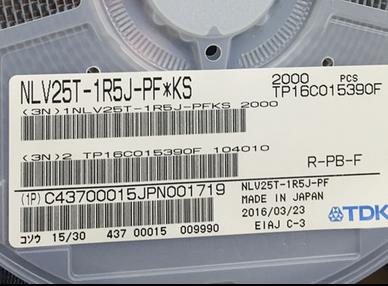 NLV25T-1R5J-PF*KS
2000 PCS
TP16C015390F
(3N)1NLV25T-1R5J-PFKS 2000
(3N)2 TP16C015390F 104010
R-PB-F
(1P) C43700015JPN001719
NLV25T-1R5J-PF
MADE IN JAPAN
2016/03/23
EIAJ C-3
TDK
コソウ 15/30 437 00015 009990